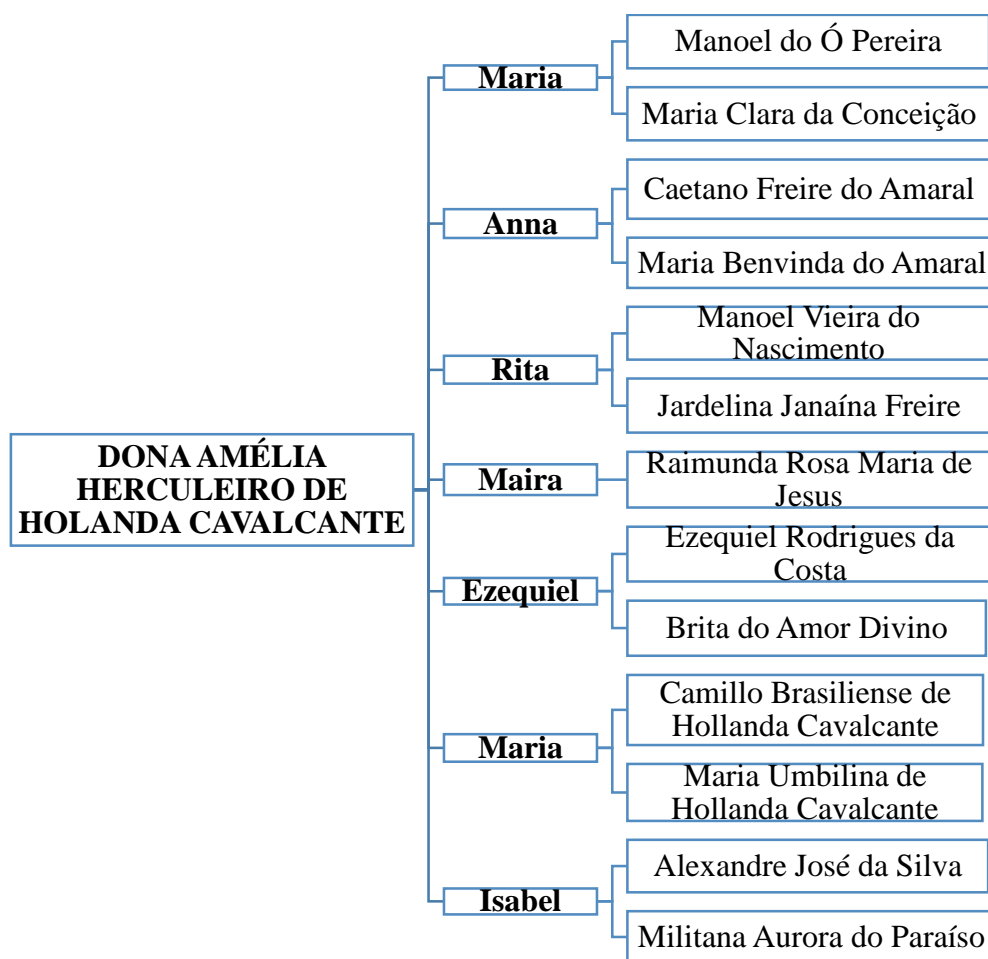 DONA AMÉLIA
HERCULEIRO DE
HOLANDA CAVALCANTE
Maria
Manoel do Ó Pereira
Maria Clara da Conceição
Anna
Caetano Freire do Amaral
Maria Benvinda do Amaral
Rita
Manoel Vieira do
Nascimento
Jardelina Janaína Freire
Maira
Raimunda Rosa Maria de
Jesus
Ezequiel
Ezequiel Rodrigues da
Costa
Brita do Amor Divino
Maria
Camillo Brasiliense de
Hollanda Cavalcante
Maria Umbilina de
Hollanda Cavalcante
Isabel
Alexandre José da Silva
Militana Aurora do Paraíso